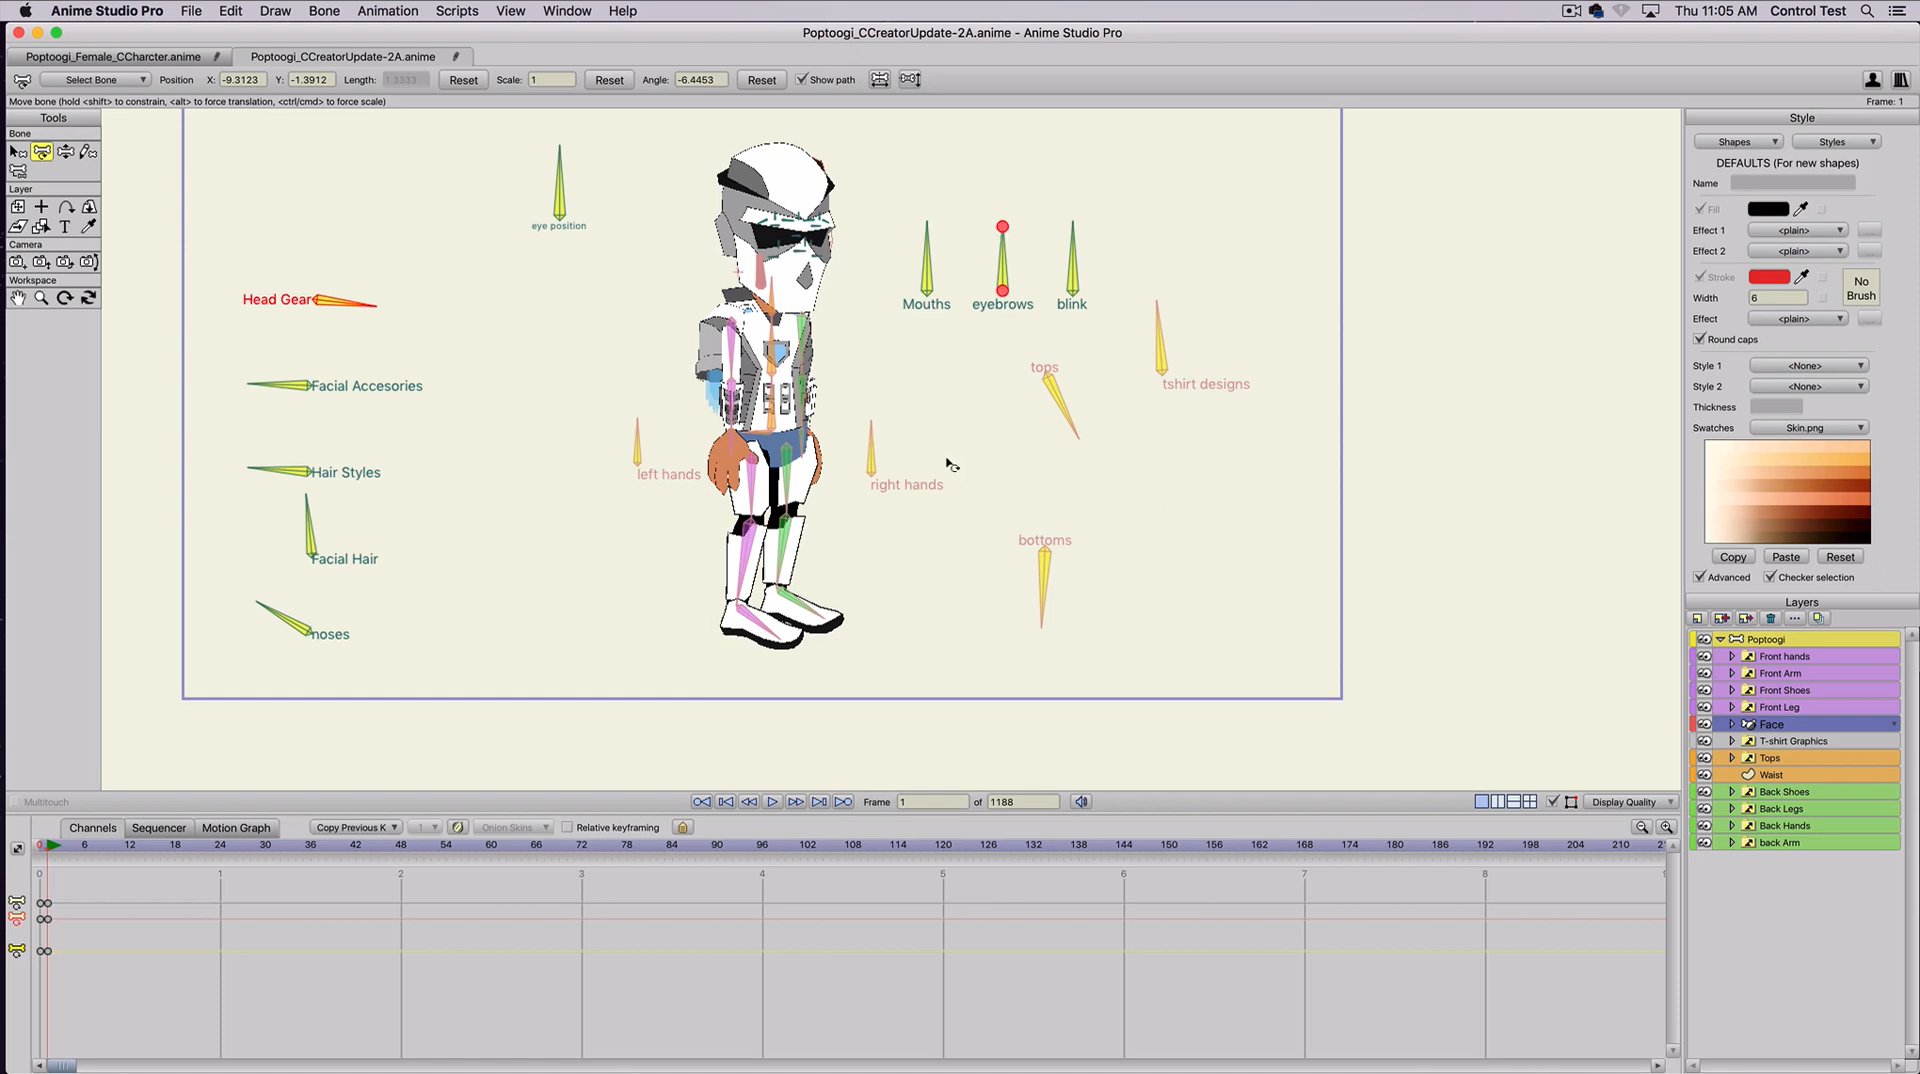 Anime Studio Pro File Edit Draw Bone Animation Scripts View Window Help Thu 11:05 AM Control Test
Poptoogi_CCreatorUpdate-2A.anime - Anime Studio Pro
Poptoogi_Female_CCharcter.anime Poptoogi_CCreatorUpdate-2A.anime
Select Bone Position X: -9.3123 Y: -1.3912 Length: 1.3333 Reset Scale: 1 Reset Angle: -6.4453 Reset Show path
Move bone (hold <shift> to constrain, <alt> to force translation, <ctrl/cmd> to force scale) Frame: 1
Tools
Bone
Layer
Camera
Workspace
eye position
Head Gear
Mouths eyebrows blink
Facial Accesories
tops
tshirt designs
Hair Styles
left hands
right hands
Facial Hair
bottoms
noses
Style
Shapes Styles
DEFAULTS (For new shapes)
Name
Fill
Effect 1 <plain>
Effect 2 <plain>
Stroke
No Brush
Width 6
Effect <plain>
Round caps
Style 1 <None>
Style 2 <None>
Thickness
Swatches Skin.png
Copy Paste Reset
Advanced Checker selection
Layers
Poptoogi
Front hands
Front Arm
Front Shoes
Front Leg
Face
T-shirt Graphics
Tops
Waist
Back Shoes
Back Legs
Back Hands
back Arm
Multitouch Frame 1 of 1188 Display Quality
Channels Sequencer Motion Graph Copy Previous K 1 Onion Skins Relative keyframing
0 6 12 18 24 30 36 42 48 54 60 66 72 78 84 90 96 102 108 114 120 126 132 138 144 150 156 162 168 174 180 186 192 198 204 210
0 1 2 3 4 5 6 7 8